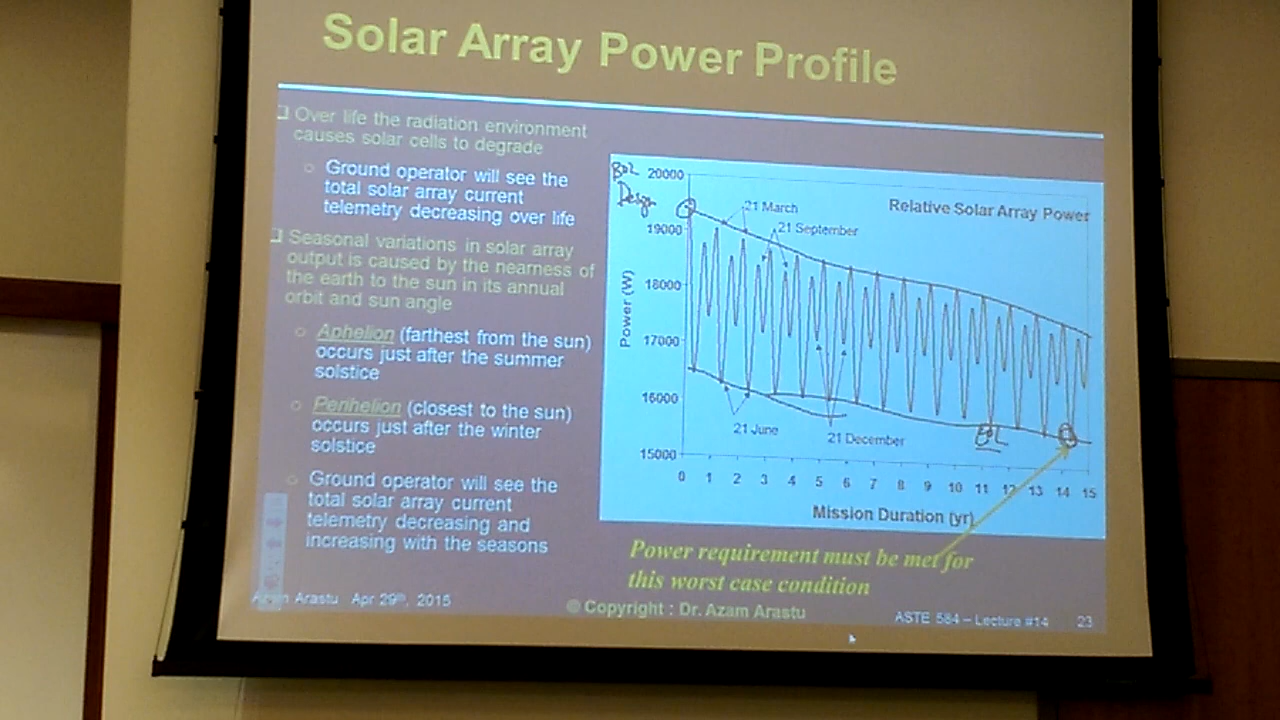 Solar Array Power Profile
Over life the radiation environment
causes solar cells to degrade
Ground operator will see the
total solar array current
telemetry decreasing over life
Seasonal variations in solar array
output is caused by the nearness of
the earth to the sun in its annual
orbit and sun angle
Aphelion (farthest from the sun)
occurs just after the summer
solstice
Perihelion (closest to the sun)
occurs just after the winter
solstice
Ground operator will see the
total solar array current
telemetry decreasing and
increasing with the seasons
BOL
Design
Relative Solar Array Power
21 March
21 September
20000
19000
18000
17000
16000
15000
Power (W)
21 June
21 December
EOL
0 1 2 3 4 5 6 7 8 9 10 11 12 13 14 15
Mission Duration (yr)
Power requirement must be met for
this worst case condition
Azam Arastu Apr 29th, 2015
© Copyright : Dr. Azam Arastu
ASTE 584 – Lecture #14 23